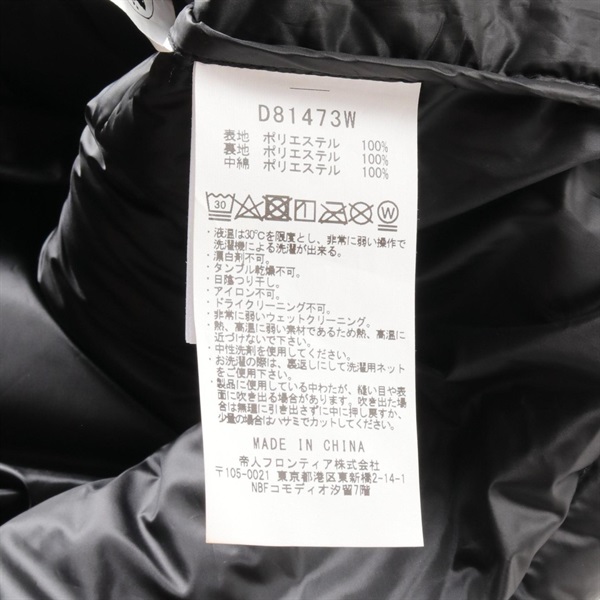 D81473W
表地 ポリエステル 100%
裏地 ポリエステル 100%
中綿 ポリエステル 100%
30
W
・液温は30℃を限度とし、非常に弱い操作で
洗濯機による洗濯が出来る。
・漂白剤不可。
・タンブル乾燥不可。
・日陰つり干し。
・アイロン不可。
・ドライクリーニング不可。
・非常に弱いウェットクリーニング。
・熱、高温に弱い素材であるため熱、高温に
近づけないで下さい。
・中性洗剤を使用してください。
・お洗濯の際は、裏返しにして洗濯用ネット
をご使用下さい。
・製品に使用している中わたが、縫い目や表
面に吹き出る場合があります。吹き出た場
合は無理に引き出さずに中に押し戻すか、
少量の場合はハサミでカットしてください。
MADE IN CHINA
帝人フロンティア株式会社
〒105-0021 東京都港区東新橋2-14-1
NBFコモディオ汐留7階